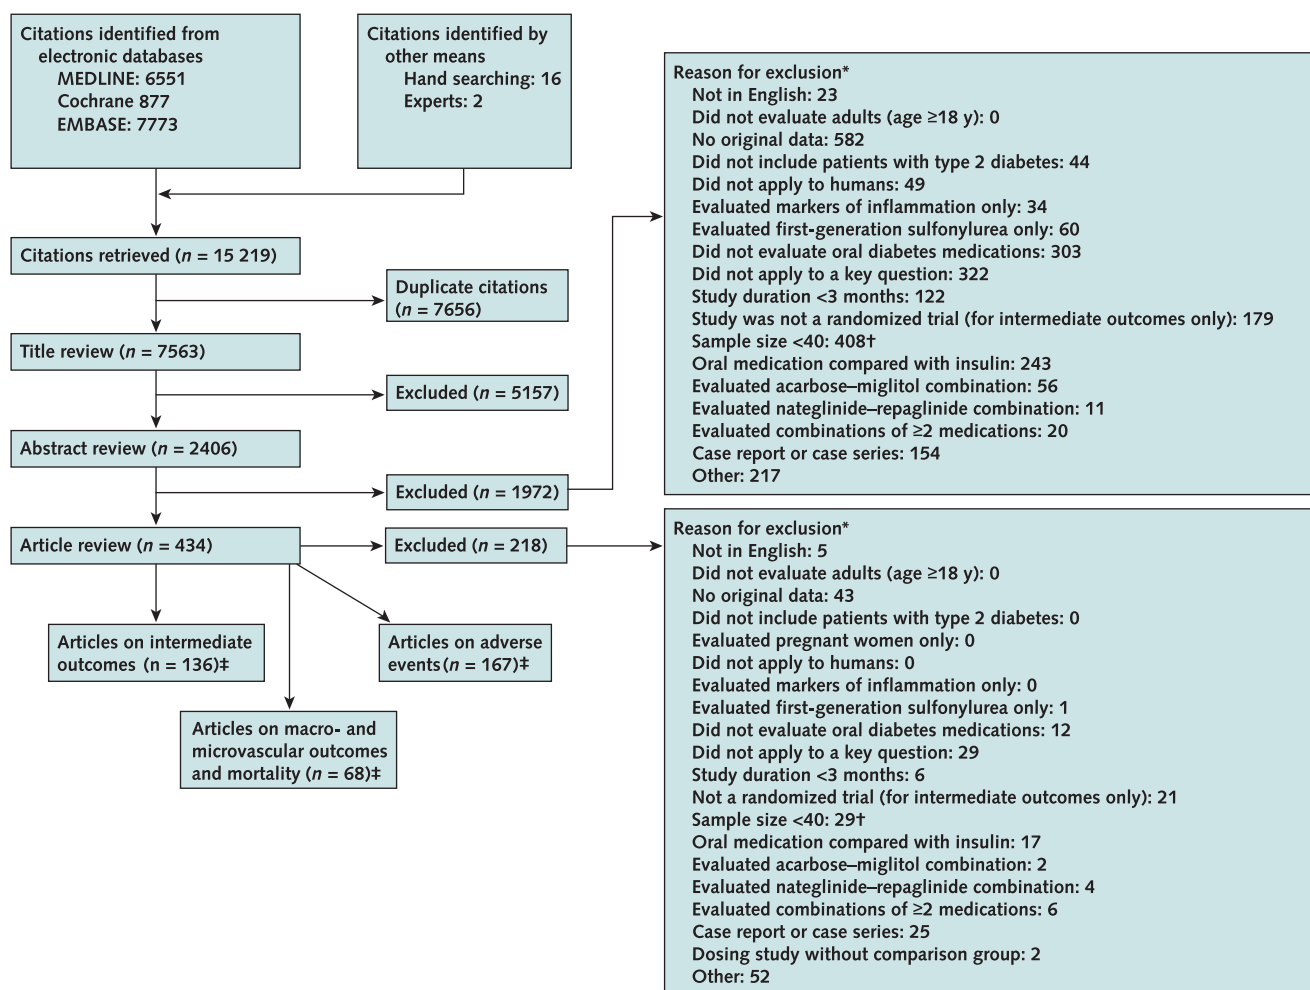 Citations identified from
electronic databases
MEDLINE: 6551
Cochrane 877
EMBASE: 7773
Citations identified by
other means
Hand searching: 16
Experts: 2
Citations retrieved (n = 15 219)
Duplicate citations
(n = 7656)
Title review (n = 7563)
Excluded (n = 5157)
Abstract review (n = 2406)
Excluded (n = 1972)
Article review (n = 434)
Excluded (n = 218)
Articles on intermediate
outcomes (n = 136)‡
Articles on adverse
events (n = 167)‡
Articles on macro- and
microvascular outcomes
and mortality (n = 68)‡
Reason for exclusion*
Not in English: 23
Did not evaluate adults (age ≥18 y): 0
No original data: 582
Did not include patients with type 2 diabetes: 44
Did not apply to humans: 49
Evaluated markers of inflammation only: 34
Evaluated first-generation sulfonylurea only: 60
Did not evaluate oral diabetes medications: 303
Did not apply to a key question: 322
Study duration <3 months: 122
Study was not a randomized trial (for intermediate outcomes only): 179
Sample size <40: 408†
Oral medication compared with insulin: 243
Evaluated acarbose–miglitol combination: 56
Evaluated nateglinide–repaglinide combination: 11
Evaluated combinations of ≥2 medications: 20
Case report or case series: 154
Other: 217
Reason for exclusion*
Not in English: 5
Did not evaluate adults (age ≥18 y): 0
No original data: 43
Did not include patients with type 2 diabetes: 0
Evaluated pregnant women only: 0
Did not apply to humans: 0
Evaluated markers of inflammation only: 0
Evaluated first-generation sulfonylurea only: 1
Did not evaluate oral diabetes medications: 12
Did not apply to a key question: 29
Study duration <3 months: 6
Not a randomized trial (for intermediate outcomes only): 21
Sample size <40: 29†
Oral medication compared with insulin: 17
Evaluated acarbose–miglitol combination: 2
Evaluated nateglinide–repaglinide combination: 4
Evaluated combinations of ≥2 medications: 6
Case report or case series: 25
Dosing study without comparison group: 2
Other: 52